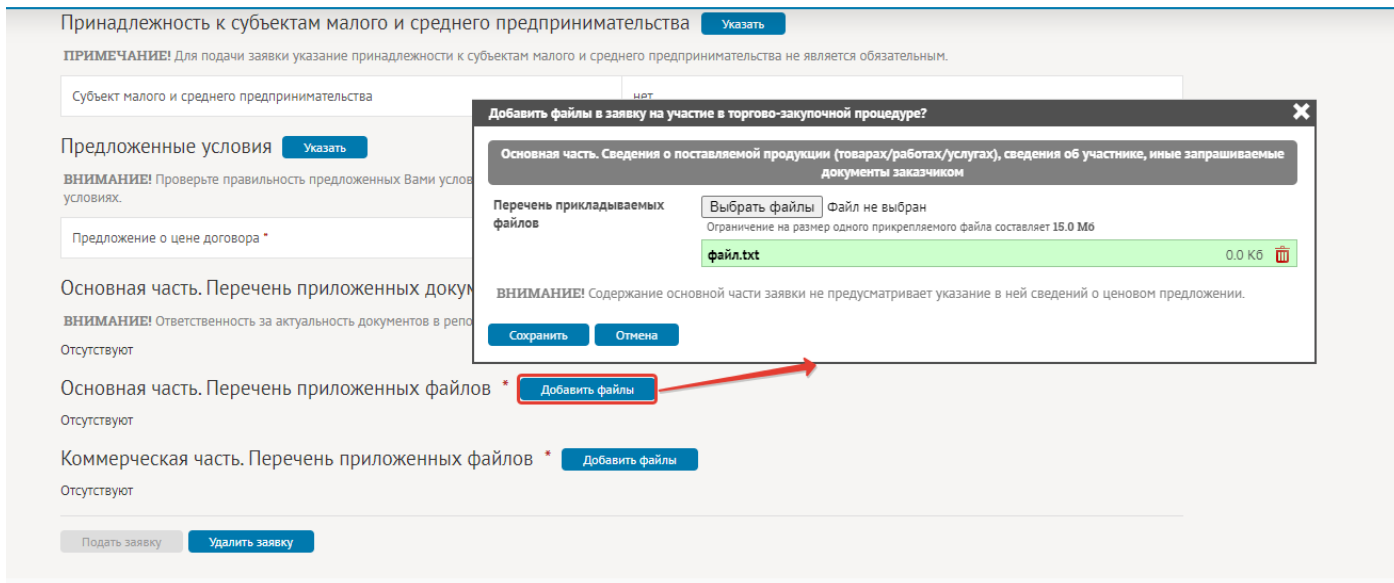 Принадлежность к субъектам малого и среднего предпринимательства Указать
ПРИМЕЧАНИЕ! Для подачи заявки указание принадлежности к субъектам малого и среднего предпринимательства не является обязательным.
Субъект малого и среднего предпринимательства нет
Предложенные условия Указать
ВНИМАНИЕ! Проверьте правильность предложенных Вами услов
условиях.
Предложение о цене договора *
Основная часть. Перечень приложенных докум
ВНИМАНИЕ! Ответственность за актуальность документов в репо
Отсутствуют
Добавить файлы в заявку на участие в торгово-закупочной процедуре?
Основная часть. Сведения о поставляемой продукции (товарах/работах/услугах), сведения об участнике, иные запрашиваемые
документы заказчиком
Перечень прикладываемых
файлов
Выбрать файлы Файл не выбран
Ограничение на размер одного прикрепляемого файла составляет 15.0 Мб
файл.txt 0.0 Кб
ВНИМАНИЕ! Содержание основной части заявки не предусматривает указание в ней сведений о ценовом предложении.
Сохранить Отмена
Основная часть. Перечень приложенных файлов * Добавить файлы
Отсутствуют
Коммерческая часть. Перечень приложенных файлов * Добавить файлы
Отсутствуют
Подать заявку Удалить заявку